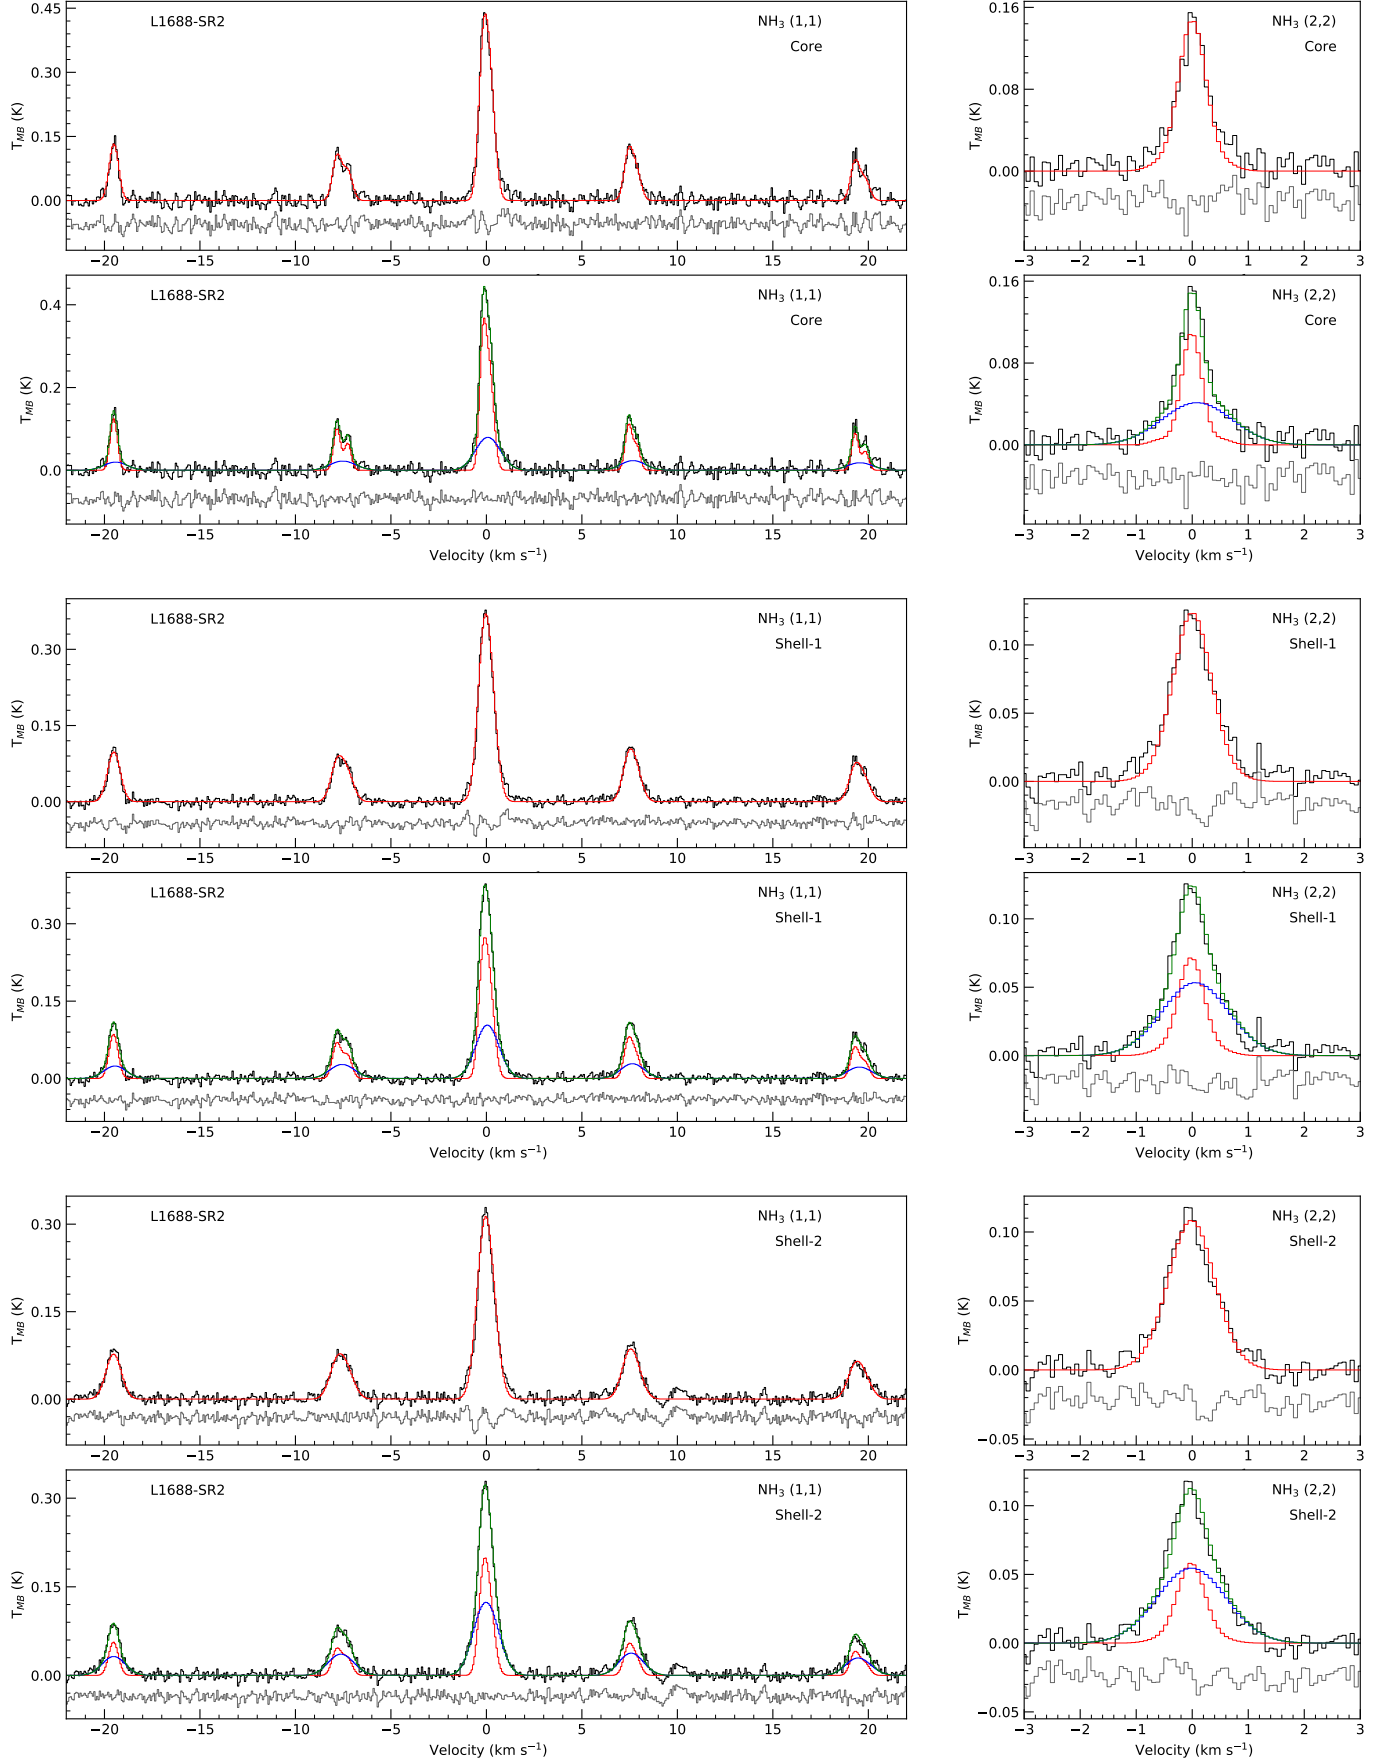 L1688-SR2
NH₃ (1,1)
Core
T_MB (K)
0.45
0.30
0.15
0.00
−20 −15 −10 −5 0 5 10 15 20
NH₃ (2,2)
Core
T_MB (K)
0.16
0.08
0.00
−3 −2 −1 0 1 2 3
L1688-SR2
NH₃ (1,1)
Core
T_MB (K)
0.4
0.2
0.0
−20 −15 −10 −5 0 5 10 15 20
Velocity (km s⁻¹)
NH₃ (2,2)
Core
T_MB (K)
0.16
0.08
0.00
−3 −2 −1 0 1 2 3
Velocity (km s⁻¹)
L1688-SR2
NH₃ (1,1)
Shell-1
T_MB (K)
0.30
0.15
0.00
−20 −15 −10 −5 0 5 10 15 20
NH₃ (2,2)
Shell-1
T_MB (K)
0.10
0.05
0.00
−3 −2 −1 0 1 2 3
L1688-SR2
NH₃ (1,1)
Shell-1
T_MB (K)
0.30
0.15
0.00
−20 −15 −10 −5 0 5 10 15 20
Velocity (km s⁻¹)
NH₃ (2,2)
Shell-1
T_MB (K)
0.10
0.05
0.00
−3 −2 −1 0 1 2 3
Velocity (km s⁻¹)
L1688-SR2
NH₃ (1,1)
Shell-2
T_MB (K)
0.30
0.15
0.00
−20 −15 −10 −5 0 5 10 15 20
NH₃ (2,2)
Shell-2
T_MB (K)
0.10
0.05
0.00
−0.05
−3 −2 −1 0 1 2 3
L1688-SR2
NH₃ (1,1)
Shell-2
T_MB (K)
0.30
0.15
0.00
−20 −15 −10 −5 0 5 10 15 20
Velocity (km s⁻¹)
NH₃ (2,2)
Shell-2
T_MB (K)
0.10
0.05
0.00
−0.05
−3 −2 −1 0 1 2 3
Velocity (km s⁻¹)